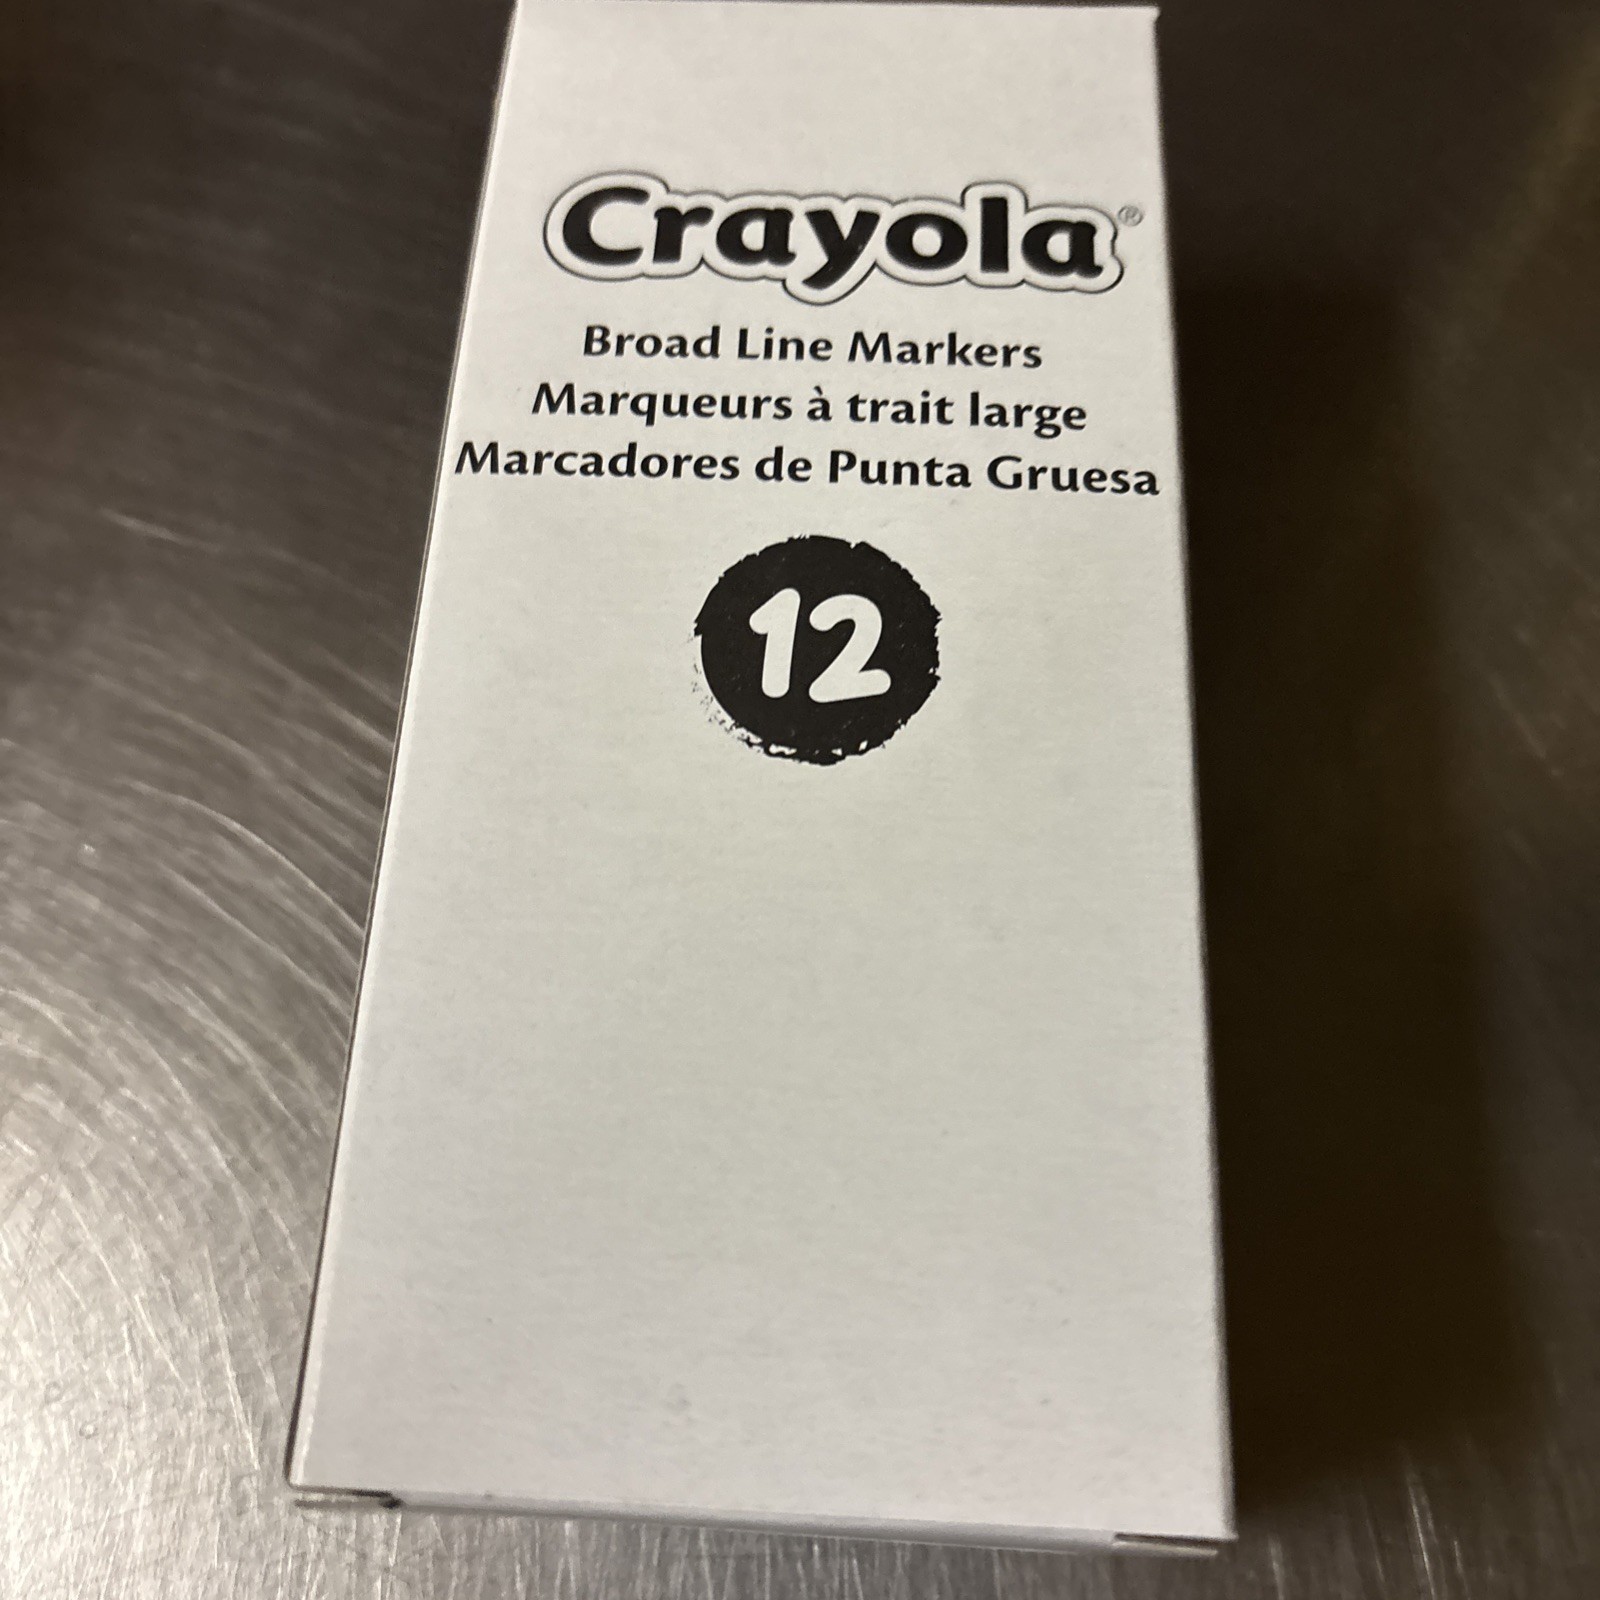 Crayola®
Broad Line Markers
Marqueurs à trait large
Marcadores de Punta Gruesa
12